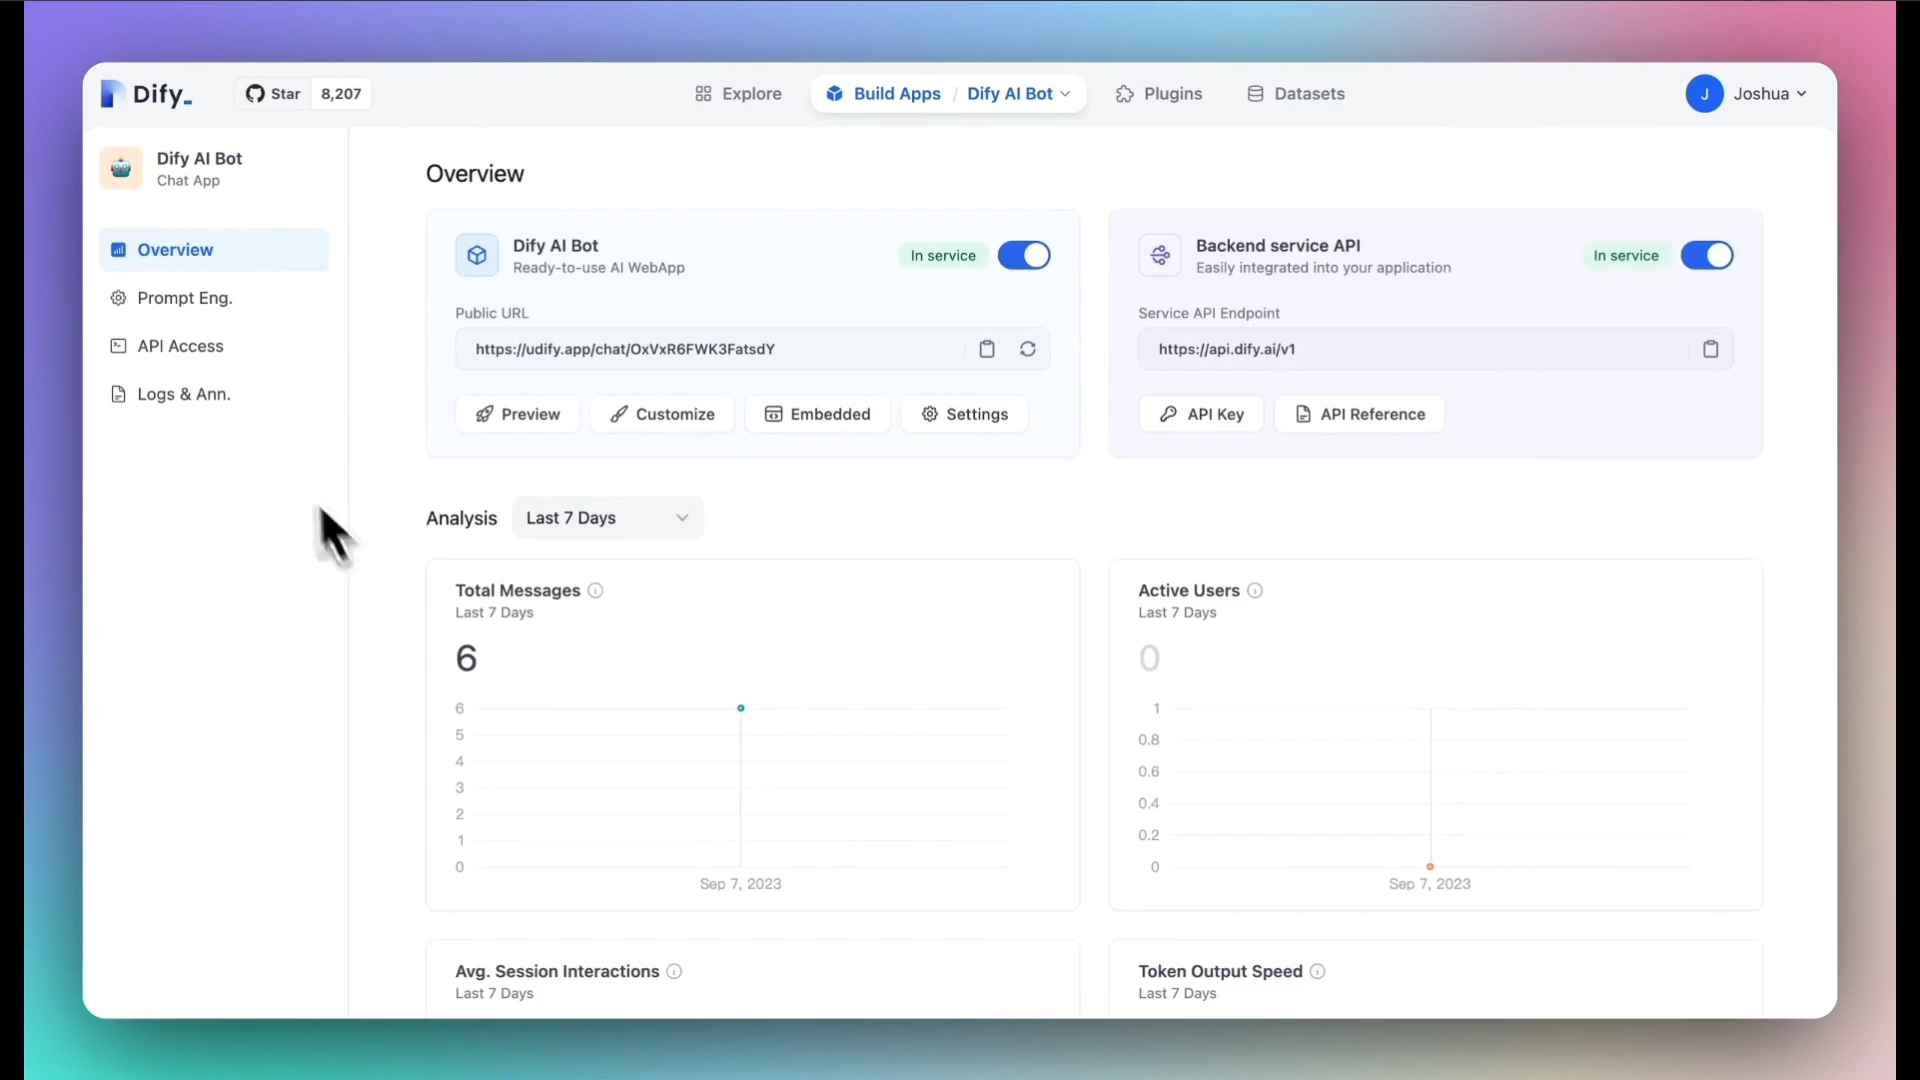 Dify_
Star 8,207
Explore
Build Apps / Dify AI Bot
Plugins
Datasets
J Joshua
Dify AI Bot
Chat App
Overview
Prompt Eng.
API Access
Logs & Ann.
Overview
Dify AI Bot
Ready-to-use AI WebApp
In service
Public URL
https://udify.app/chat/OxVxR6FWK3FatsdY
Preview
Customize
Embedded
Settings
Backend service API
Easily integrated into your application
In service
Service API Endpoint
https://api.dify.ai/v1
API Key
API Reference
Analysis
Last 7 Days
Total Messages
Last 7 Days
6
6
5
4
3
2
1
0
Sep 7, 2023
Active Users
Last 7 Days
0
1
0.8
0.6
0.4
0.2
0
Sep 7, 2023
Avg. Session Interactions
Last 7 Days
Token Output Speed
Last 7 Days